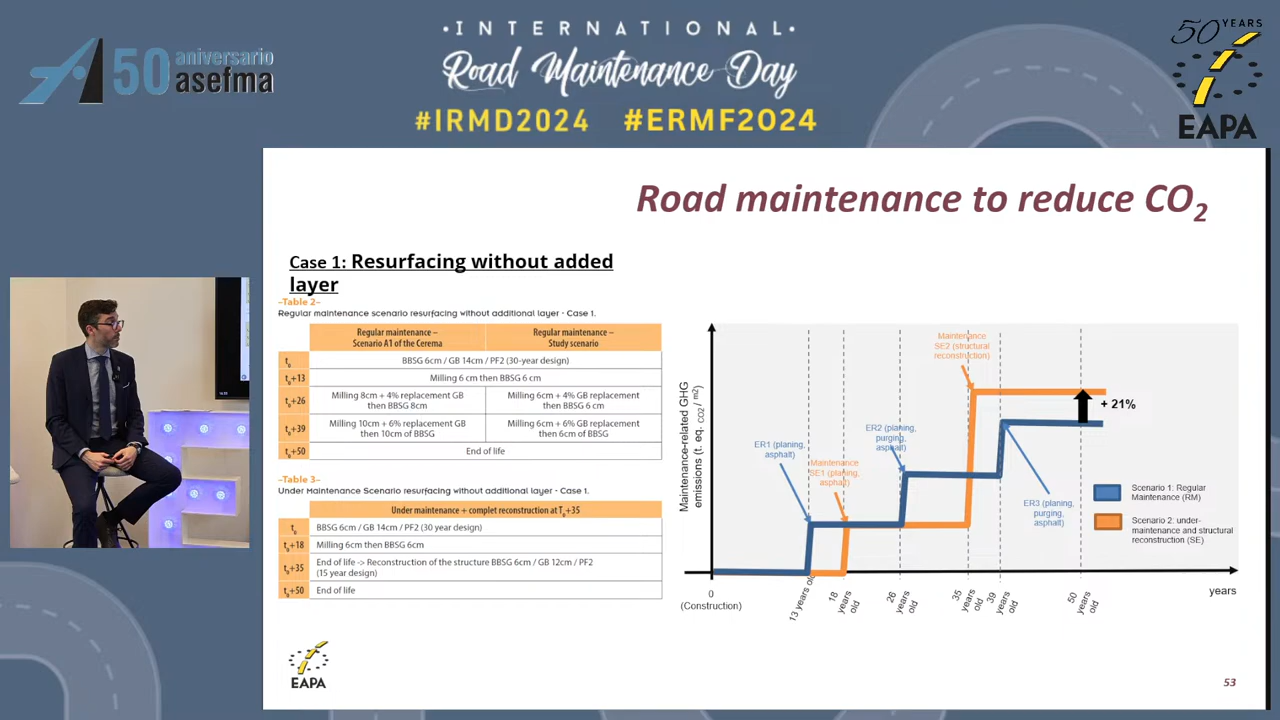 50 aniversario
asefma
·INTERNATIONAL·
Road Maintenance Day
#IRMD2024 #ERMF2024
50 YEARS
EAPA
Road maintenance to reduce CO2
Case 1: Resurfacing without added
layer
–Table 2–
Regular maintenance scenario resurfacing without additional layer - Case 1.
Regular maintenance –
Scenario A1 of the Cerema
Regular maintenance –
Study scenario
t0
BBSG 6cm / GB 14cm / PF2 (30-year design)
t0+13
Milling 6 cm then BBSG 6 cm
t0+26
Milling 8cm + 4% replacement GB
then BBSG 8cm
Milling 6cm + 4% GB replacement
then BBSG 6 cm
t0+39
Milling 10cm + 6% replacement GB
then 10cm of BBSG
Milling 6cm + 6% GB replacement
then 6cm of BBSG
t0+50
End of life
–Table 3–
Under Maintenance Scenario resurfacing without additional layer - Case 1.
Under maintenance + complet reconstruction at T0+35
t0
BBSG 6cm / GB 14cm / PF2 (30 year design)
t0+18
Milling 6cm then BBSG 6cm
t0+35
End of life -> Reconstruction of the structure BBSG 6cm / GB 12cm / PF2
(15 year design)
t0+50
End of life
Maintenance-related GHG
emissions (t. eq. CO2 / m2)
Maintenance
SE2 (structural
reconstruction)
+ 21%
ER2 (planing,
purging,
asphalt)
ER1 (planing,
asphalt)
Maintenance
SE1 (planing,
asphalt)
ER3 (planing,
purging,
asphalt)
Scenario 1: Regular
Maintenance (RM)
Scenario 2: under-
maintenance and structural
reconstruction (SE)
0
(Construction)
13 years old
18
years
old
26
years
old
35
years
old
39
years
old
50
years
old
years
EAPA
53